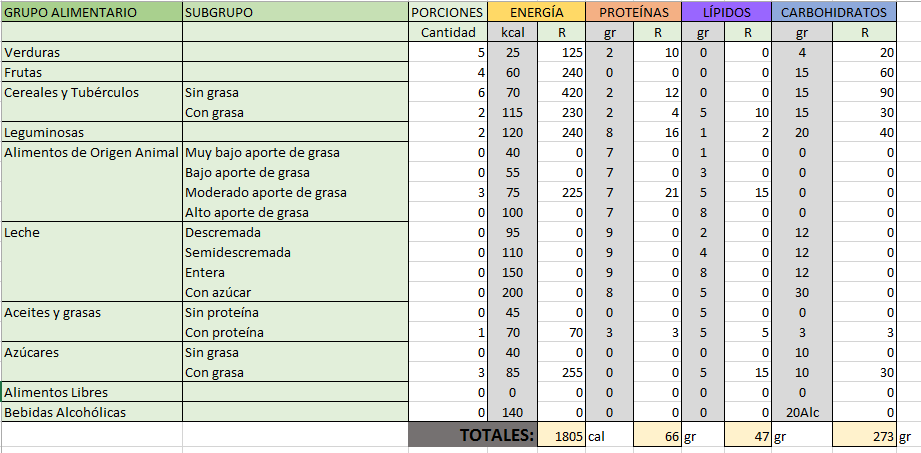 GRUPO ALIMENTARIO SUBGRUPO PORCIONES ENERGÍA PROTEÍNAS LÍPIDOS CARBOHIDRATOS
Cantidad kcal R gr R gr R gr R
Verduras 5 25 125 2 10 0 0 4 20
Frutas 4 60 240 0 0 0 0 15 60
Cereales y Tubérculos Sin grasa 6 70 420 2 12 0 0 15 90
Con grasa 2 115 230 2 4 5 10 15 30
Leguminosas 2 120 240 8 16 1 2 20 40
Alimentos de Origen Animal Muy bajo aporte de grasa 0 40 0 7 0 1 0 0 0
Bajo aporte de grasa 0 55 0 7 0 3 0 0 0
Moderado aporte de grasa 3 75 225 7 21 5 15 0 0
Alto aporte de grasa 0 100 0 7 0 8 0 0 0
Leche Descremada 0 95 0 9 0 2 0 12 0
Semidescremada 0 110 0 9 0 4 0 12 0
Entera 0 150 0 9 0 8 0 12 0
Con azúcar 0 200 0 8 0 5 0 30 0
Aceites y grasas Sin proteína 0 45 0 0 0 5 0 0 0
Con proteína 1 70 70 3 3 5 5 3 3
Azúcares Sin grasa 0 40 0 0 0 0 0 10 0
Con grasa 3 85 255 0 0 5 15 10 30
Alimentos Libres 0 0 0 0 0 0 0 0 0
Bebidas Alcohólicas 0 140 0 0 0 0 0 20Alc 0
TOTALES: 1805 cal 66 gr 47 gr 273 gr